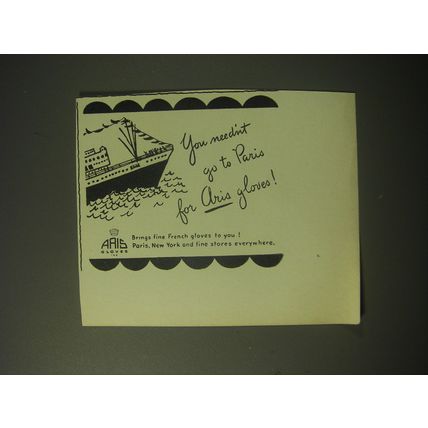 You needn't
go to Paris
for Aris gloves!
ARIS
GLOVES
Brings fine French gloves to you!
Paris, New York and fine stores everywhere.